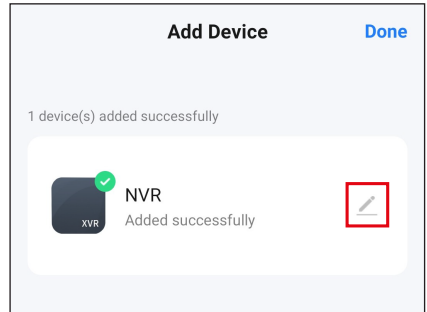 Add Device
Done
1 device(s) added successfully
NVR
XVR
Added successfully